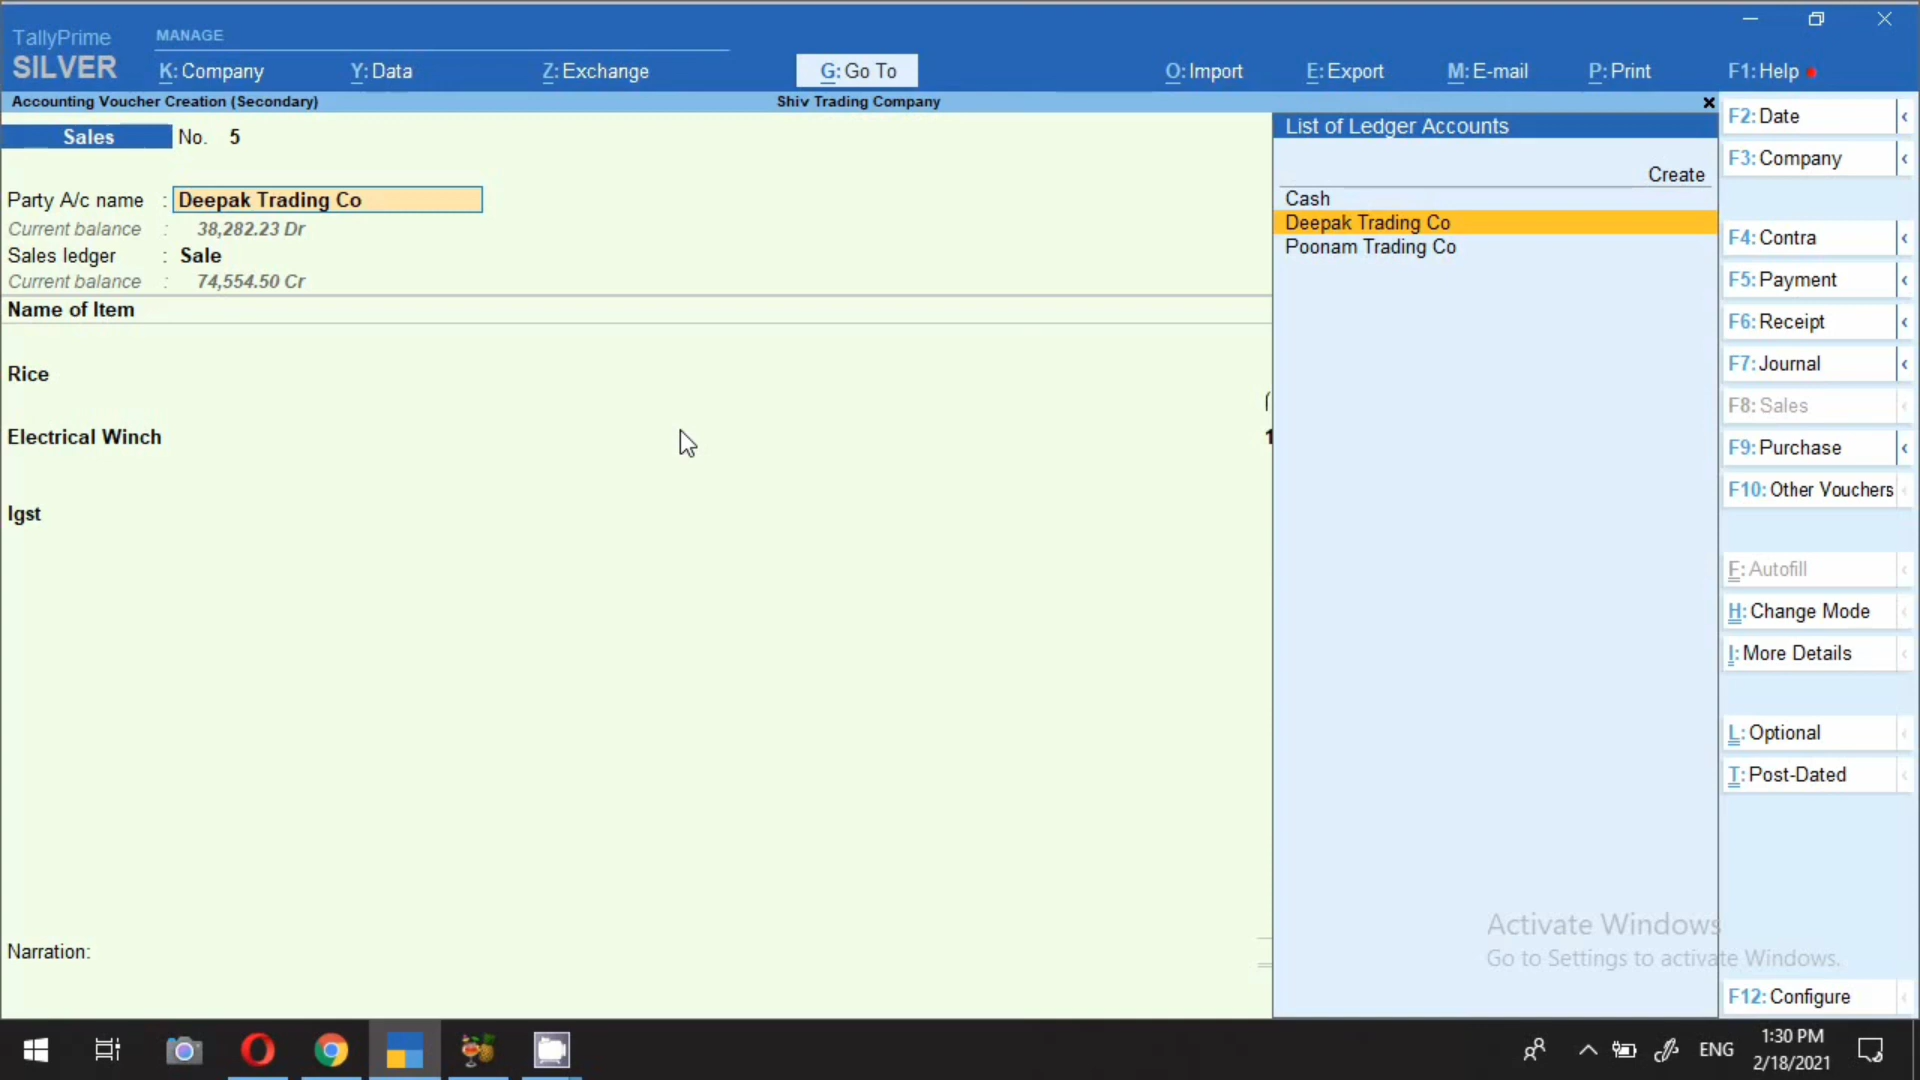 TallyPrime
SILVER
MANAGE
K: Company
Y: Data
Z: Exchange
G: Go To
O: Import
E: Export
M: E-mail
P: Print
F1: Help
Accounting Voucher Creation (Secondary)
Shiv Trading Company
Sales No. 5
Party A/c name : Deepak Trading Co
Current balance : 38,282.23 Dr
Sales ledger : Sale
Current balance : 74,554.50 Cr
Name of Item
Rice
(
Electrical Winch 1
Igst
Narration:
List of Ledger Accounts
Create
Cash
Deepak Trading Co
Poonam Trading Co
F2: Date
F3: Company
F4: Contra
F5: Payment
F6: Receipt
F7: Journal
F8: Sales
F9: Purchase
F10: Other Vouchers
F: Autofill
H: Change Mode
I: More Details
L: Optional
T: Post-Dated
F12: Configure
Activate Windows
Go to Settings to activate Windows.
ENG
1:30 PM
2/18/2021